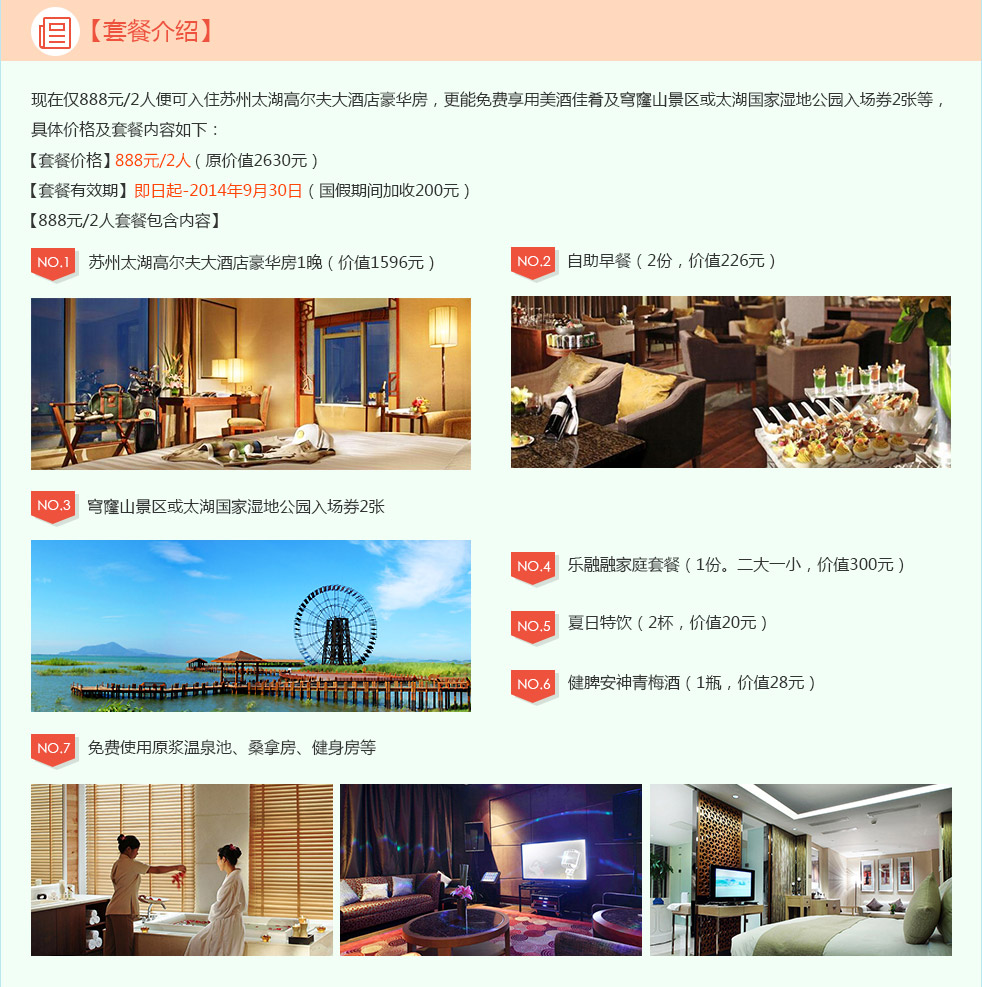 【套餐介绍】
现在仅888元/2人便可入住苏州太湖高尔夫大酒店豪华房，更能免费享用美酒佳肴及穹窿山景区或太湖国家湿地公园入场券2张等，
具体价格及套餐内容如下：
【套餐价格】888元/2人（原价值2630元）
【套餐有效期】即日起-2014年9月30日（国假期间加收200元）
【888元/2人套餐包含内容】
NO.1 苏州太湖高尔夫大酒店豪华房1晚（价值1596元）
NO.2 自助早餐（2份，价值226元）
NO.3 穹窿山景区或太湖国家湿地公园入场券2张
NO.4 乐融融家庭套餐（1份。二大一小，价值300元）
NO.5 夏日特饮（2杯，价值20元）
NO.6 健脾安神青梅酒（1瓶，价值28元）
NO.7 免费使用原浆温泉池、桑拿房、健身房等